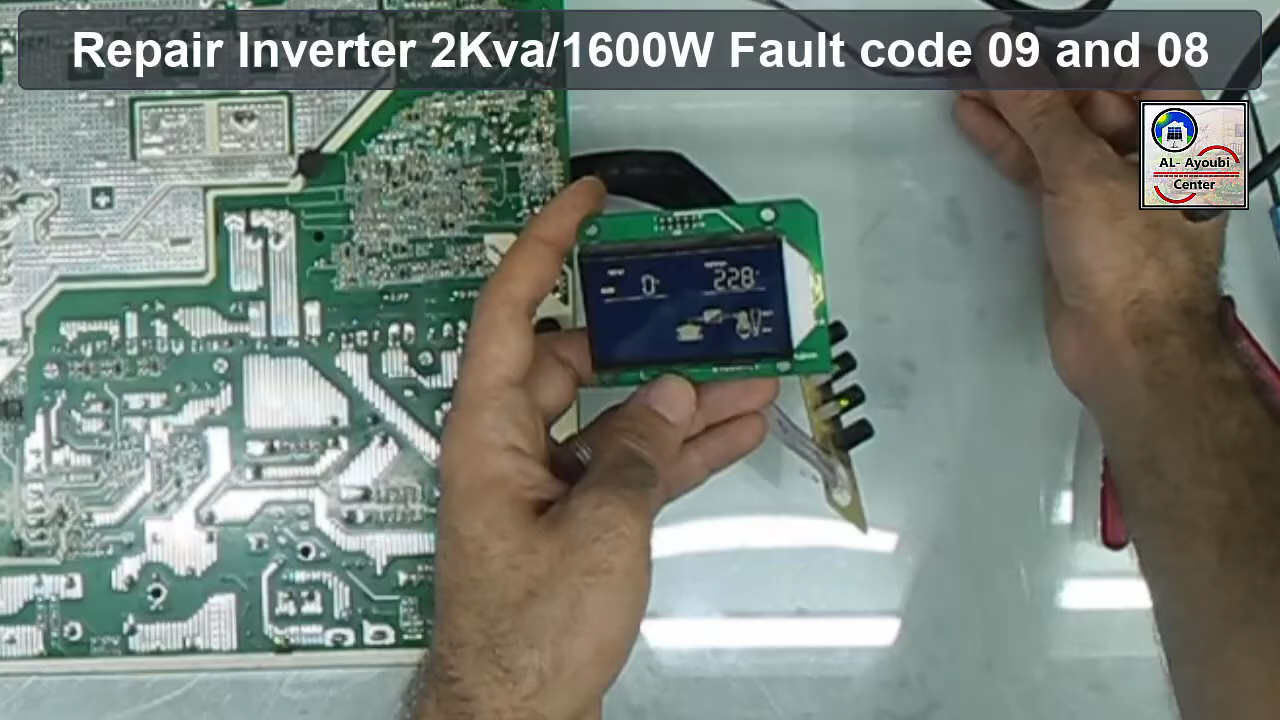 Repair Inverter 2Kva/1600W Fault code 09 and 08
AL- Ayoubi
Center
0
228